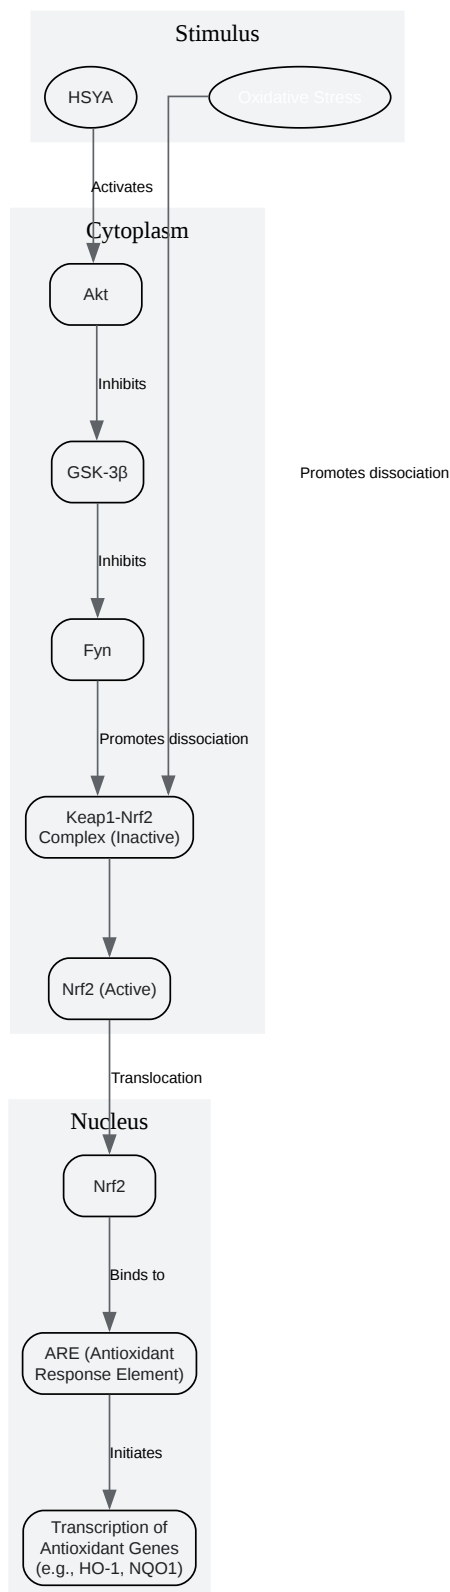 Stimulus
HSYA
Oxidative Stress
Activates
Cytoplasm
Akt
Inhibits
GSK-3β
Promotes dissociation
Inhibits
Fyn
Promotes dissociation
Keap1-Nrf2
Complex (Inactive)
Nrf2 (Active)
Translocation
Nucleus
Nrf2
Binds to
ARE (Antioxidant
Response Element)
Initiates
Transcription of
Antioxidant Genes
(e.g., HO-1, NQO1)